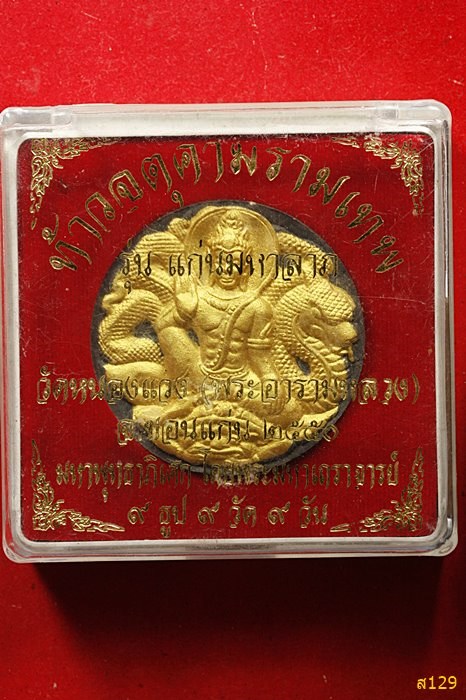 ท้าวจตุคามรามเทพ
รุ่น แก่นมหาลาภ
วัดหนองแวง (พระอารามหลวง)
จ.ขอนแก่น ๒๕๕๐
มหาพุทธาภิเศก โดยพระมหาเถราจารย์
๙ ธูป ๙ วัด ๙ วัน
ส129